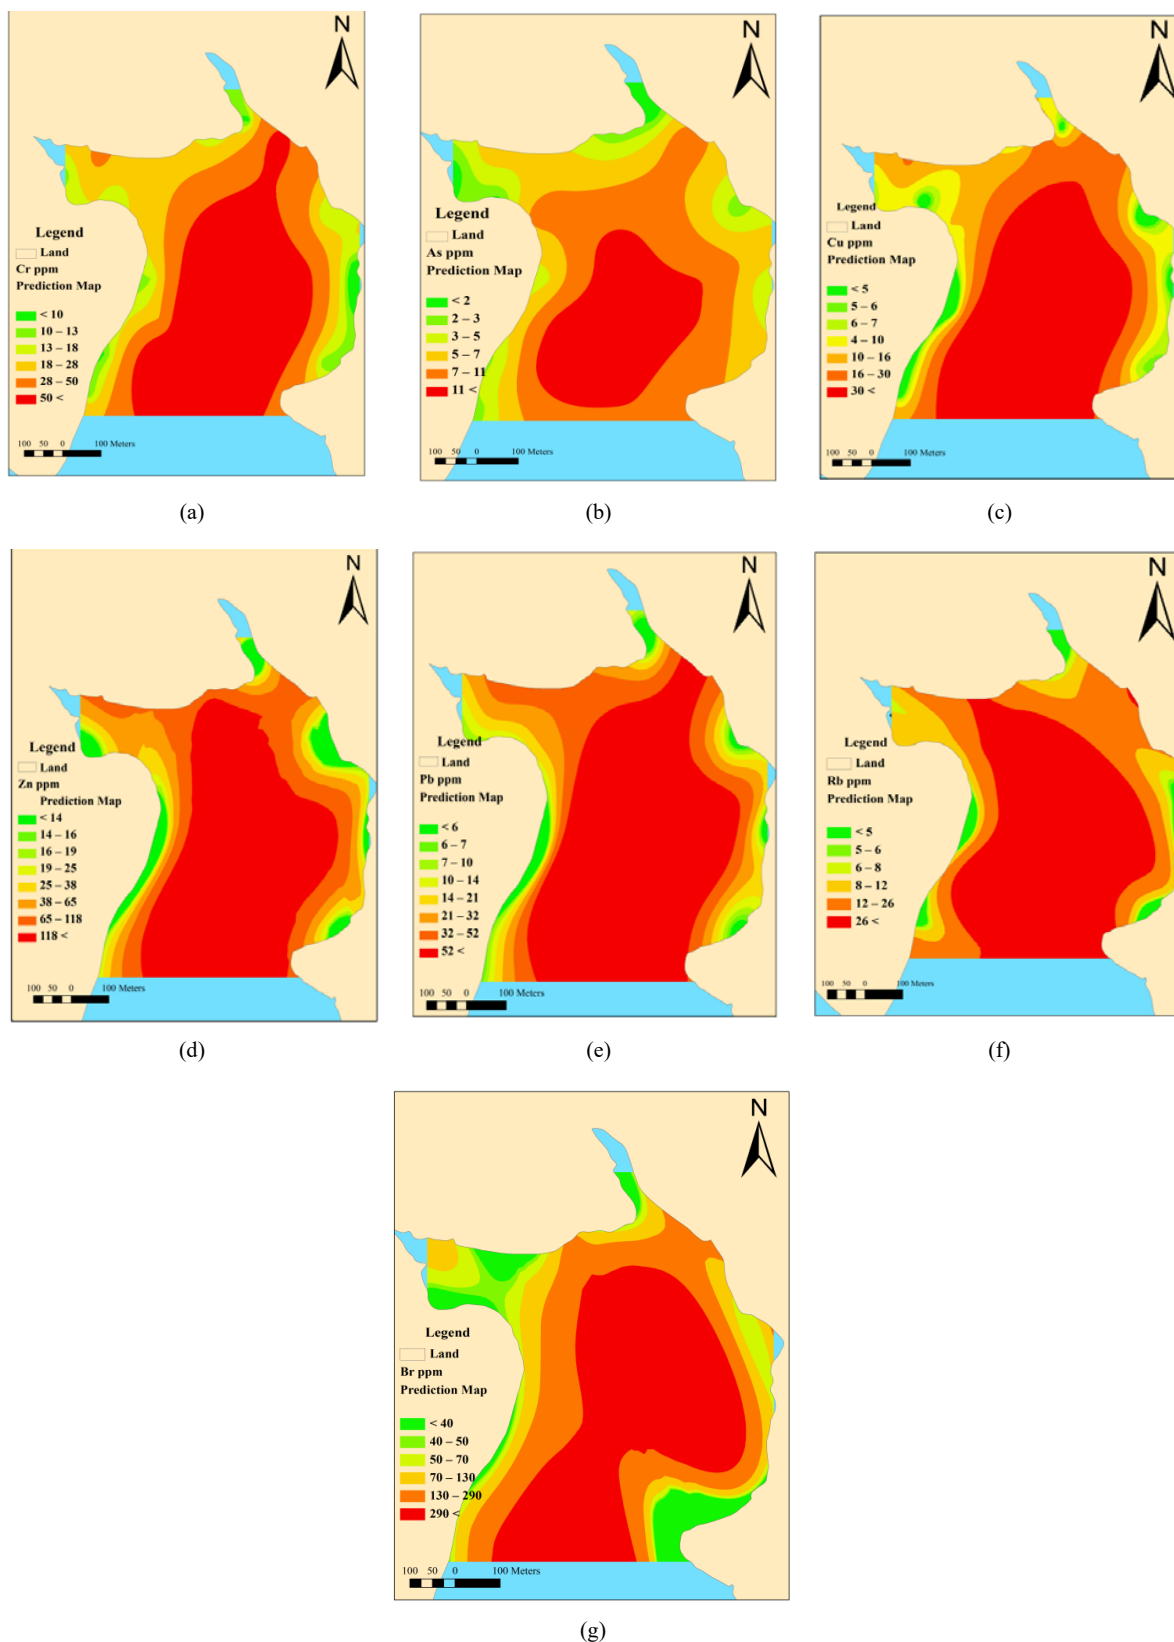 N
Legend
Land
Cr ppm
Prediction Map
< 10
10 – 13
13 – 18
18 – 28
28 – 50
50 <
100 50 0 100 Meters
(a)
N
Legend
Land
As ppm
Prediction Map
< 2
2 – 3
3 – 5
5 – 7
7 – 11
11 <
100 50 0 100 Meters
(b)
N
Legend
Land
Cu ppm
Prediction Map
< 5
5 – 6
6 – 7
4 – 10
10 – 16
16 – 30
30 <
100 50 0 100 Meters
(c)
N
Legend
Land
Zn ppm
Prediction Map
< 14
14 – 16
16 – 19
19 – 25
25 – 38
38 – 65
65 – 118
118 <
100 50 0 100 Meters
(d)
N
Legend
Land
Pb ppm
Prediction Map
< 6
6 – 7
7 – 10
10 – 14
14 – 21
21 – 32
32 – 52
52 <
100 50 0 100 Meters
(e)
N
Legend
Land
Rb ppm
Prediction Map
< 5
5 – 6
6 – 8
8 – 12
12 – 26
26 <
100 50 0 100 Meters
(f)
N
Legend
Land
Br ppm
Prediction Map
< 40
40 – 50
50 – 70
70 – 130
130 – 290
290 <
100 50 0 100 Meters
(g)